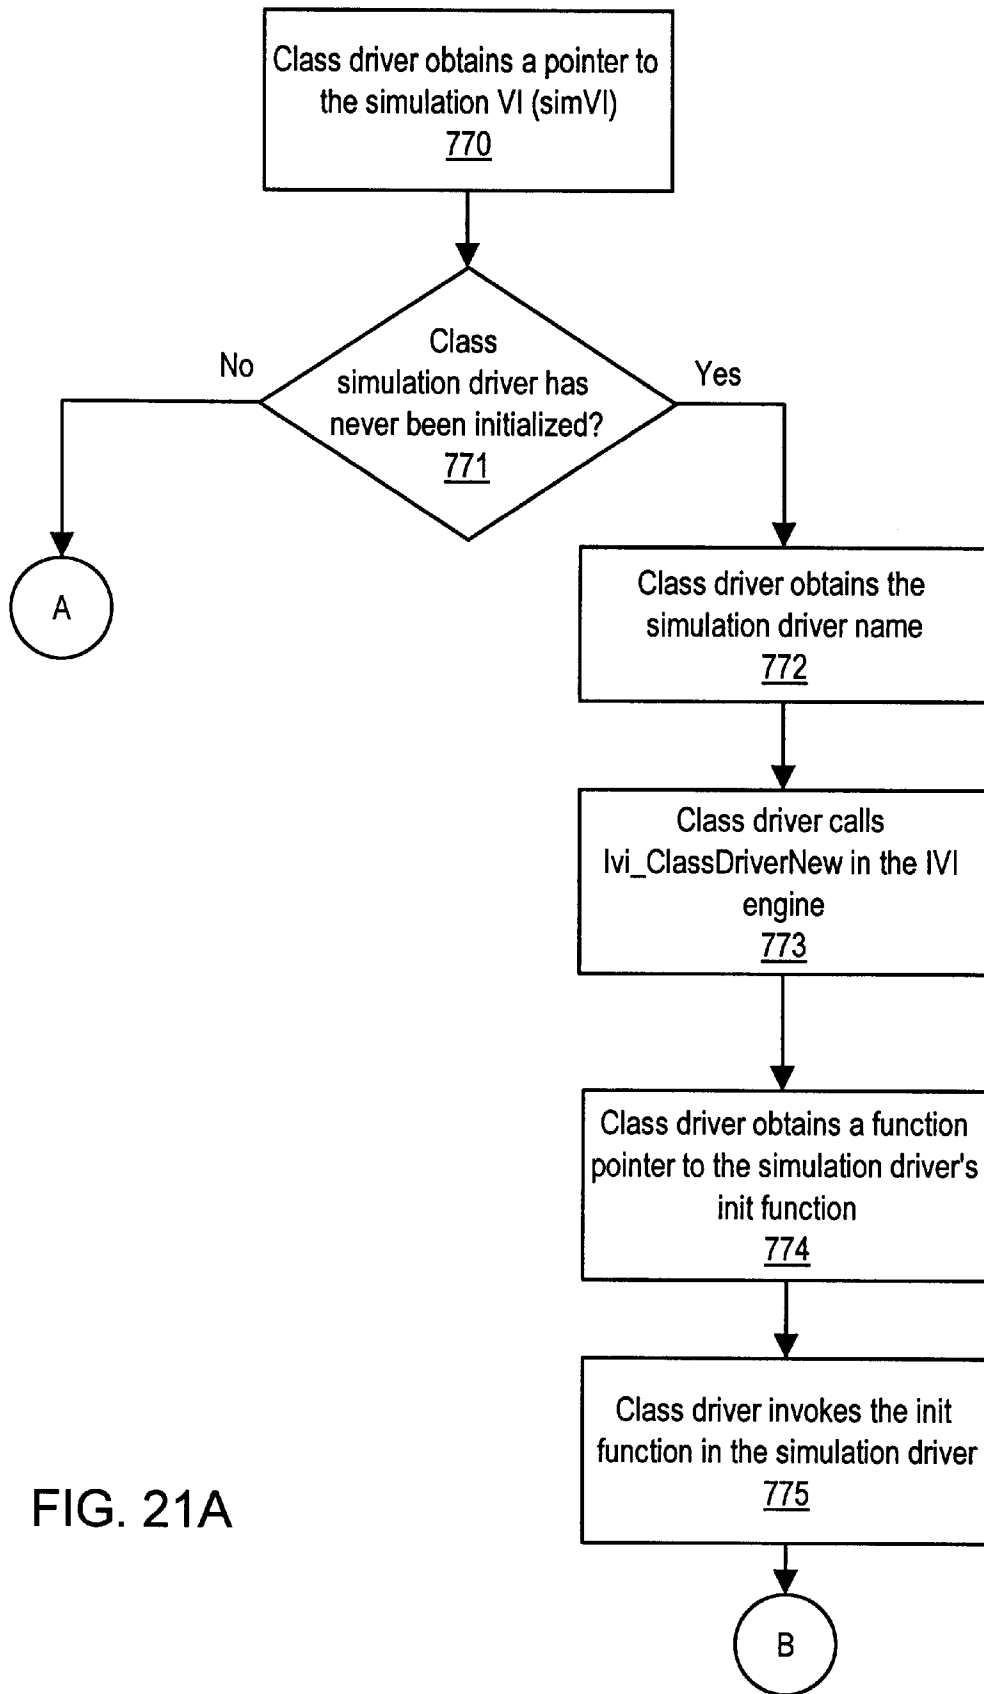 Class driver obtains a pointer to
the simulation VI (simVI)
770
Class
simulation driver has
never been initialized?
771
No
Yes
A
Class driver obtains the
simulation driver name
772
Class driver calls
Ivi_ClassDriverNew in the IVI
engine
773
Class driver obtains a function
pointer to the simulation driver's
init function
774
Class driver invokes the init
function in the simulation driver
775
B
FIG. 21A